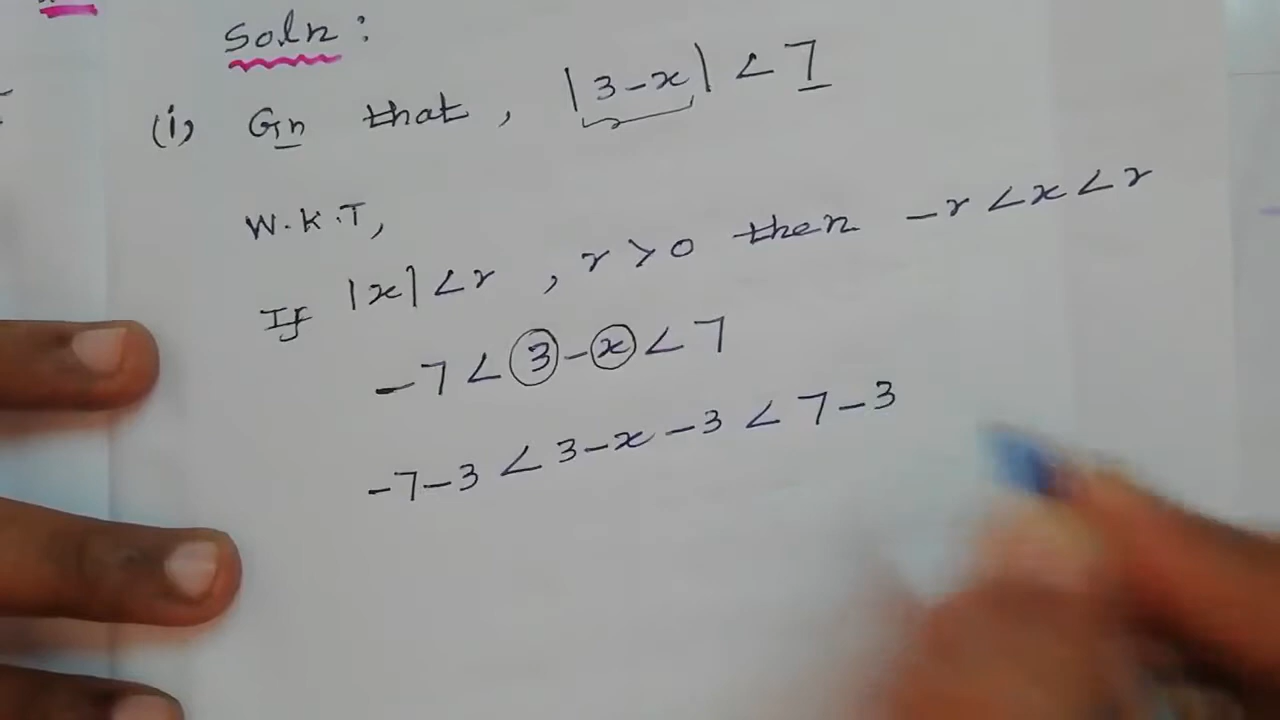 Soln:
(i) Gn that, |3-x| < 7
W.K.T,
If |x| < r, r > 0 then -r < x < r
-7 < 3-x < 7
-7-3 < 3-x-3 < 7-3